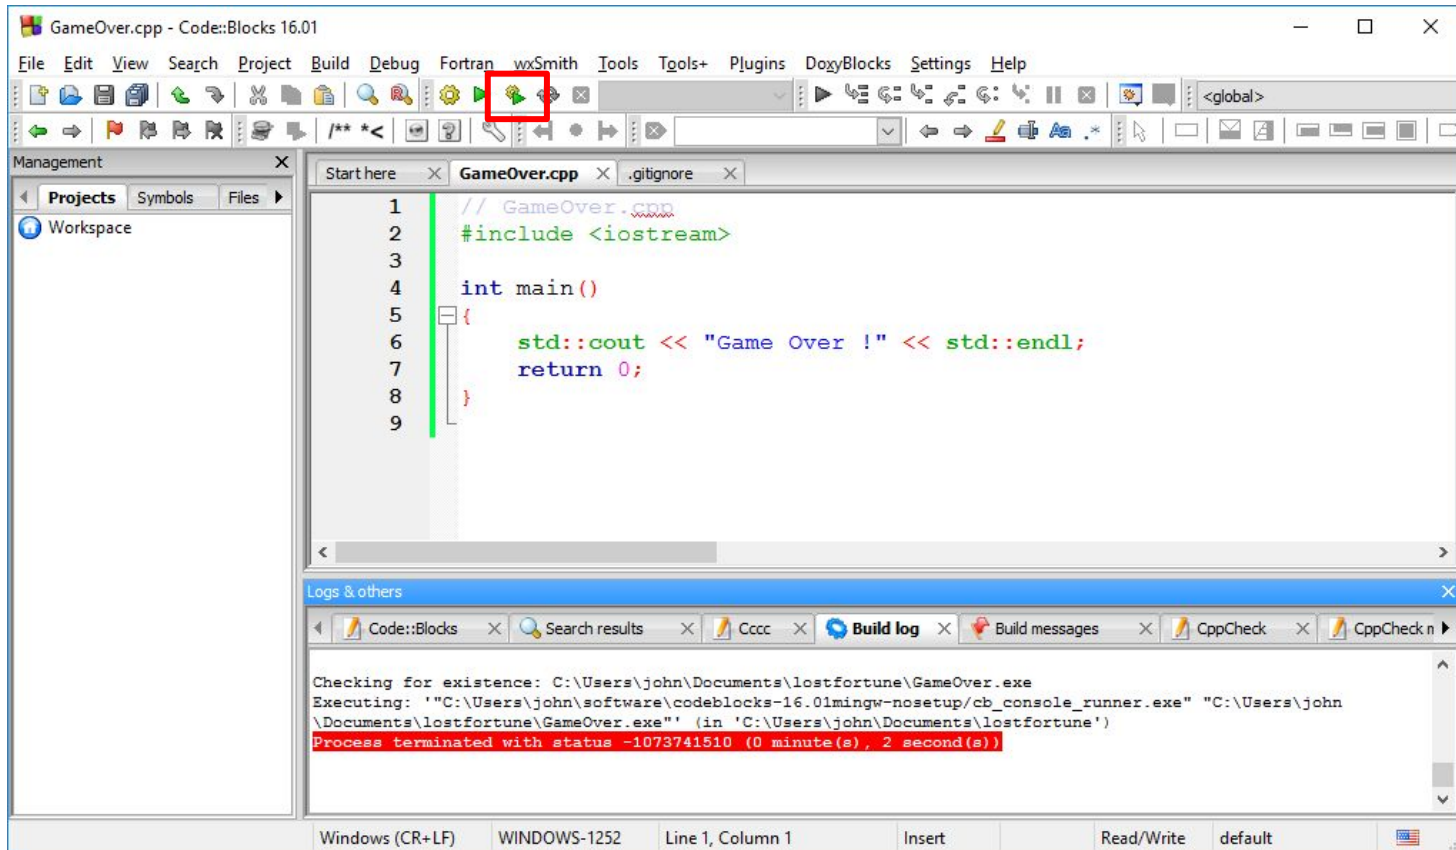 GameOver.cpp - Code::Blocks 16.01
File Edit View Search Project Build Debug Fortran wxSmith Tools Tools+ Plugins DoxyBlocks Settings Help
<global>
/** *<
Management
Projects Symbols Files
Workspace
Start here GameOver.cpp .gitignore
1 // GameOver.cpp
2 #include <iostream>
3
4 int main()
5 {
6 std::cout << "Game Over !" << std::endl;
7 return 0;
8 }
9
Logs & others
Code::Blocks Search results Cccc Build log Build messages CppCheck CppCheck n
Checking for existence: C:\Users\john\Documents\lostfortune\GameOver.exe
Executing: '"C:\Users\john\software\codeblocks-16.01mingw-nosetup/cb_console_runner.exe" "C:\Users\john
\Documents\lostfortune\GameOver.exe"' (in 'C:\Users\john\Documents\lostfortune')
Process terminated with status -1073741510 (0 minute(s), 2 second(s))
Windows (CR+LF) WINDOWS-1252 Line 1, Column 1 Insert Read/Write default